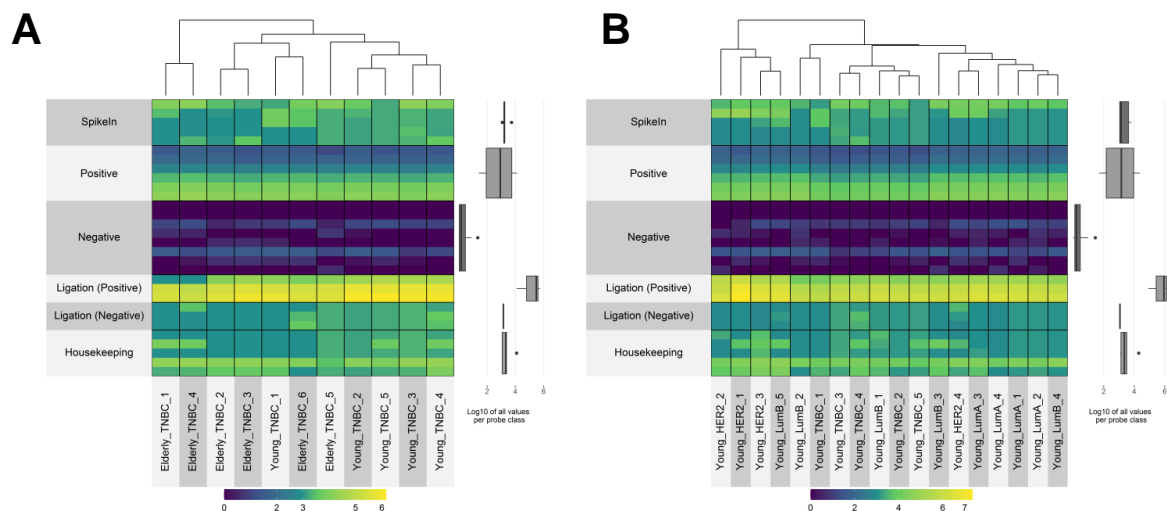 A
SpikeIn
Positive
Negative
Ligation (Positive)
Ligation (Negative)
Housekeeping
2 4 6
Log10 of all values
per probe class
Elderly_TNBC_1
Elderly_TNBC_4
Elderly_TNBC_2
Elderly_TNBC_3
Young_TNBC_1
Elderly_TNBC_6
Elderly_TNBC_5
Young_TNBC_2
Young_TNBC_5
Young_TNBC_3
Young_TNBC_4
0 2 3 5 6
B
SpikeIn
Positive
Negative
Ligation (Positive)
Ligation (Negative)
Housekeeping
2 4 6
Log10 of all values
per probe class
Young_HER2_2
Young_HER2_1
Young_HER2_3
Young_LumB_5
Young_LumB_2
Young_TNBC_1
Young_TNBC_3
Young_TNBC_4
Young_LumB_1
Young_TNBC_2
Young_TNBC_5
Young_LumB_3
Young_HER2_4
Young_LumA_3
Young_LumA_4
Young_LumA_1
Young_LumA_2
Young_LumB_4
0 2 4 6 7